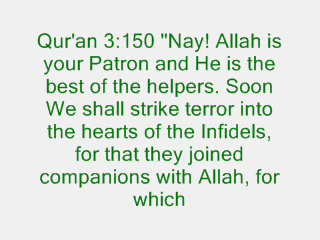 Qur'an 3:150 "Nay! Allah is
your Patron and He is the
best of the helpers. Soon
We shall strike terror into
the hearts of the Infidels,
for that they joined
companions with Allah, for
which